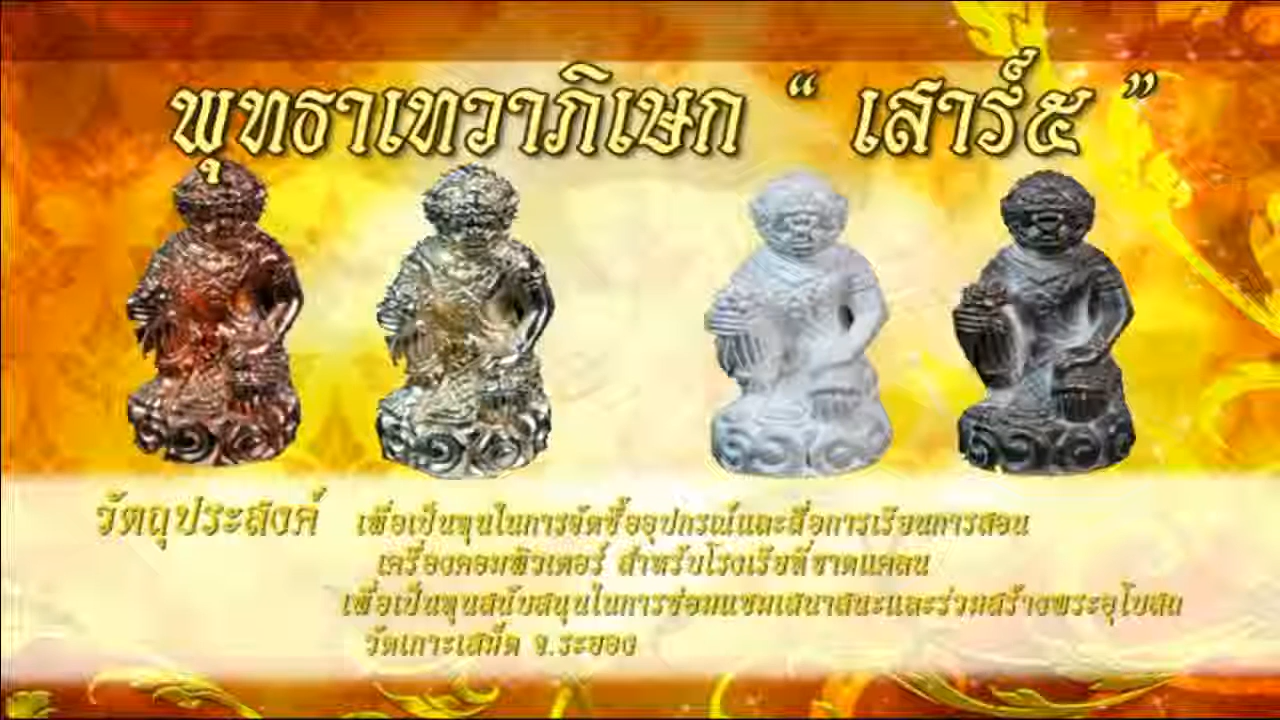 พุทธาเทวาภิเษก “ เสาร์๕ ”
วัตถุประสงค์ เพื่อเป็นทุนในการจัดซื้ออุปกรณ์และสื่อการเรียนการสอน
เครื่องคอมพิวเตอร์ สำหรับโรงเรียที่ขาดแคลน
เพื่อเป็นทุนสนับสนุนในการซ่อมแซมเสนาสนะและร่วมสร้างพระอุโบสถ
วัดเกาะเสม็ด จ.ระยอง